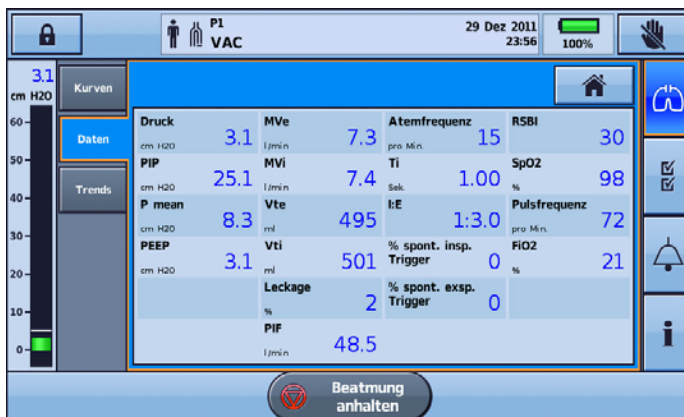 P1
VAC
29 Dez 2011
23:56
100%
3.1
cm H2O
60
50
40
30
20
10
0
Kurven
Daten
Trends
Druck
cm H2O
3.1
MVe
l/min
7.3
Atemfrequenz
pro Min.
15
RSBI
30
PIP
cm H2O
25.1
MVi
l/min
7.4
Ti
Sek.
1.00
SpO2
%
98
P mean
cm H2O
8.3
Vte
ml
495
I:E
1:3.0
Pulsfrequenz
pro Min.
72
PEEP
cm H2O
3.1
Vti
ml
501
% spont. insp.
Trigger
0
FiO2
%
21
Leckage
%
2
% spont. exsp.
Trigger
0
PIF
l/min
48.5
Beatmung
anhalten